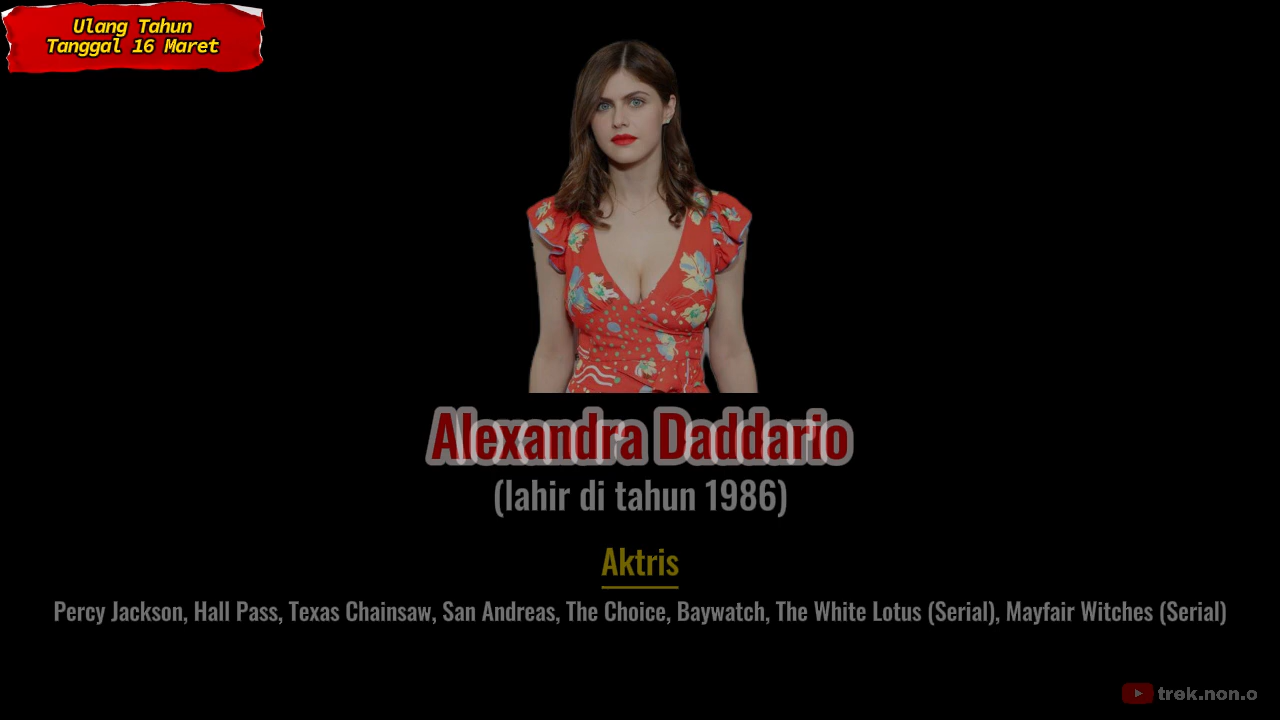 Ulang Tahun
Tanggal 16 Maret
Alexandra Daddario
(lahir di tahun 1986)
Aktris
Percy Jackson, Hall Pass, Texas Chainsaw, San Andreas, The Choice, Baywatch, The White Lotus (Serial), Mayfair Witches (Serial)
trek.non.o